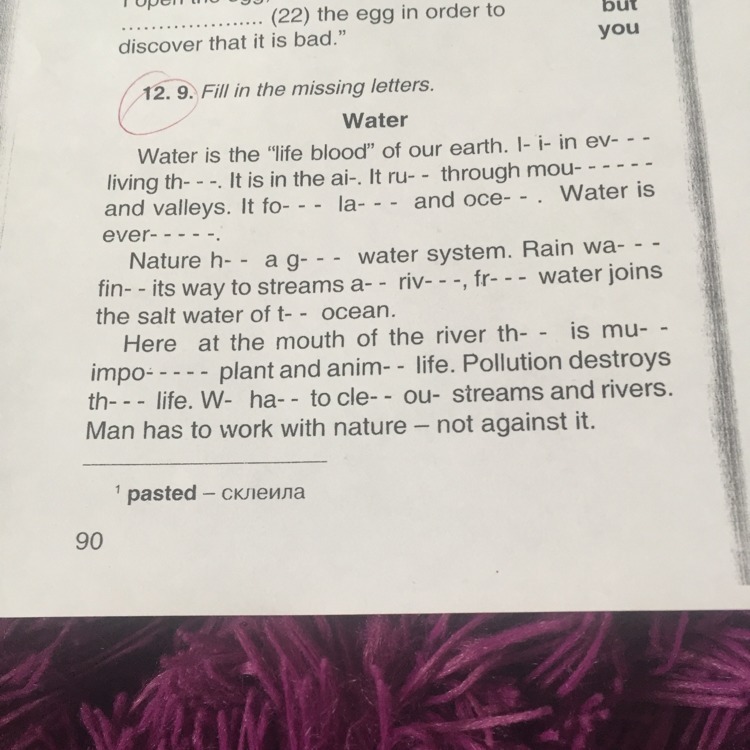 I open the egg,
.................... (22) the egg in order to
discover that it is bad.”
but
you
12. 9. Fill in the missing letters.
Water
Water is the “life blood” of our earth. I- i- in ev- - -
living th- - -. It is in the ai-. It ru- - through mou- - - - - -
and valleys. It fo- - - la- - - and oce- - . Water is
ever- - - - -.
Nature h- - a g- - - water system. Rain wa- - -
fin- - its way to streams a- - riv- - -, fr- - - water joins
the salt water of t- - ocean.
Here at the mouth of the river th- - is mu- -
impo- - - - - plant and anim- - life. Pollution destroys
th- - - life. W- ha- - to cle- - ou- streams and rivers.
Man has to work with nature – not against it.
¹ pasted – склеила
90